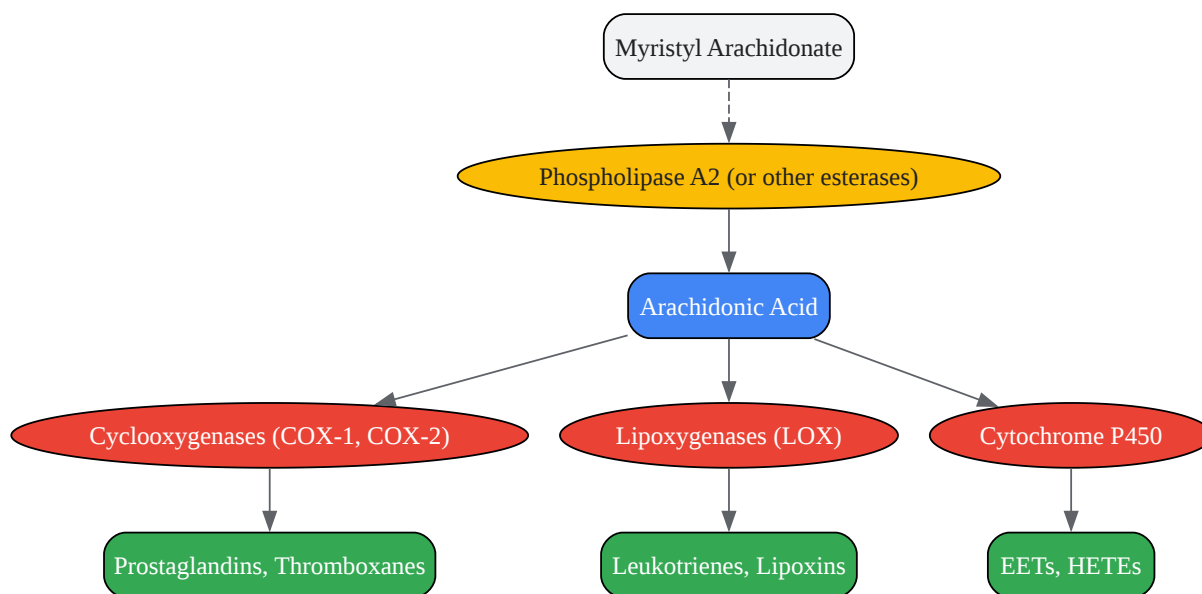 Myristyl Arachidonate
Phospholipase A2 (or other esterases)
Arachidonic Acid
Cyclooxygenases (COX-1, COX-2)
Lipoxygenases (LOX)
Cytochrome P450
Prostaglandins, Thromboxanes
Leukotrienes, Lipoxins
EETs, HETEs